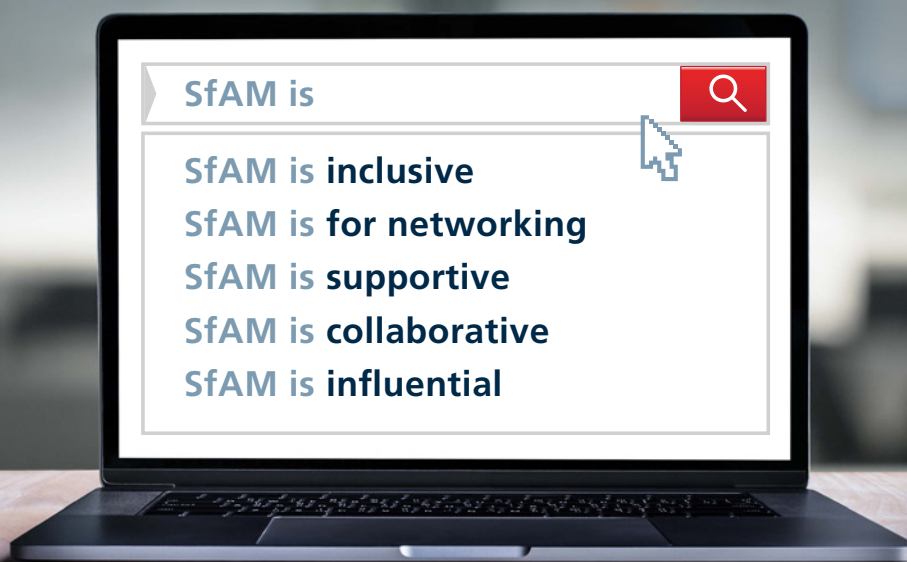 SfAM is
SfAM is inclusive
SfAM is for networking
SfAM is supportive
SfAM is collaborative
SfAM is influential